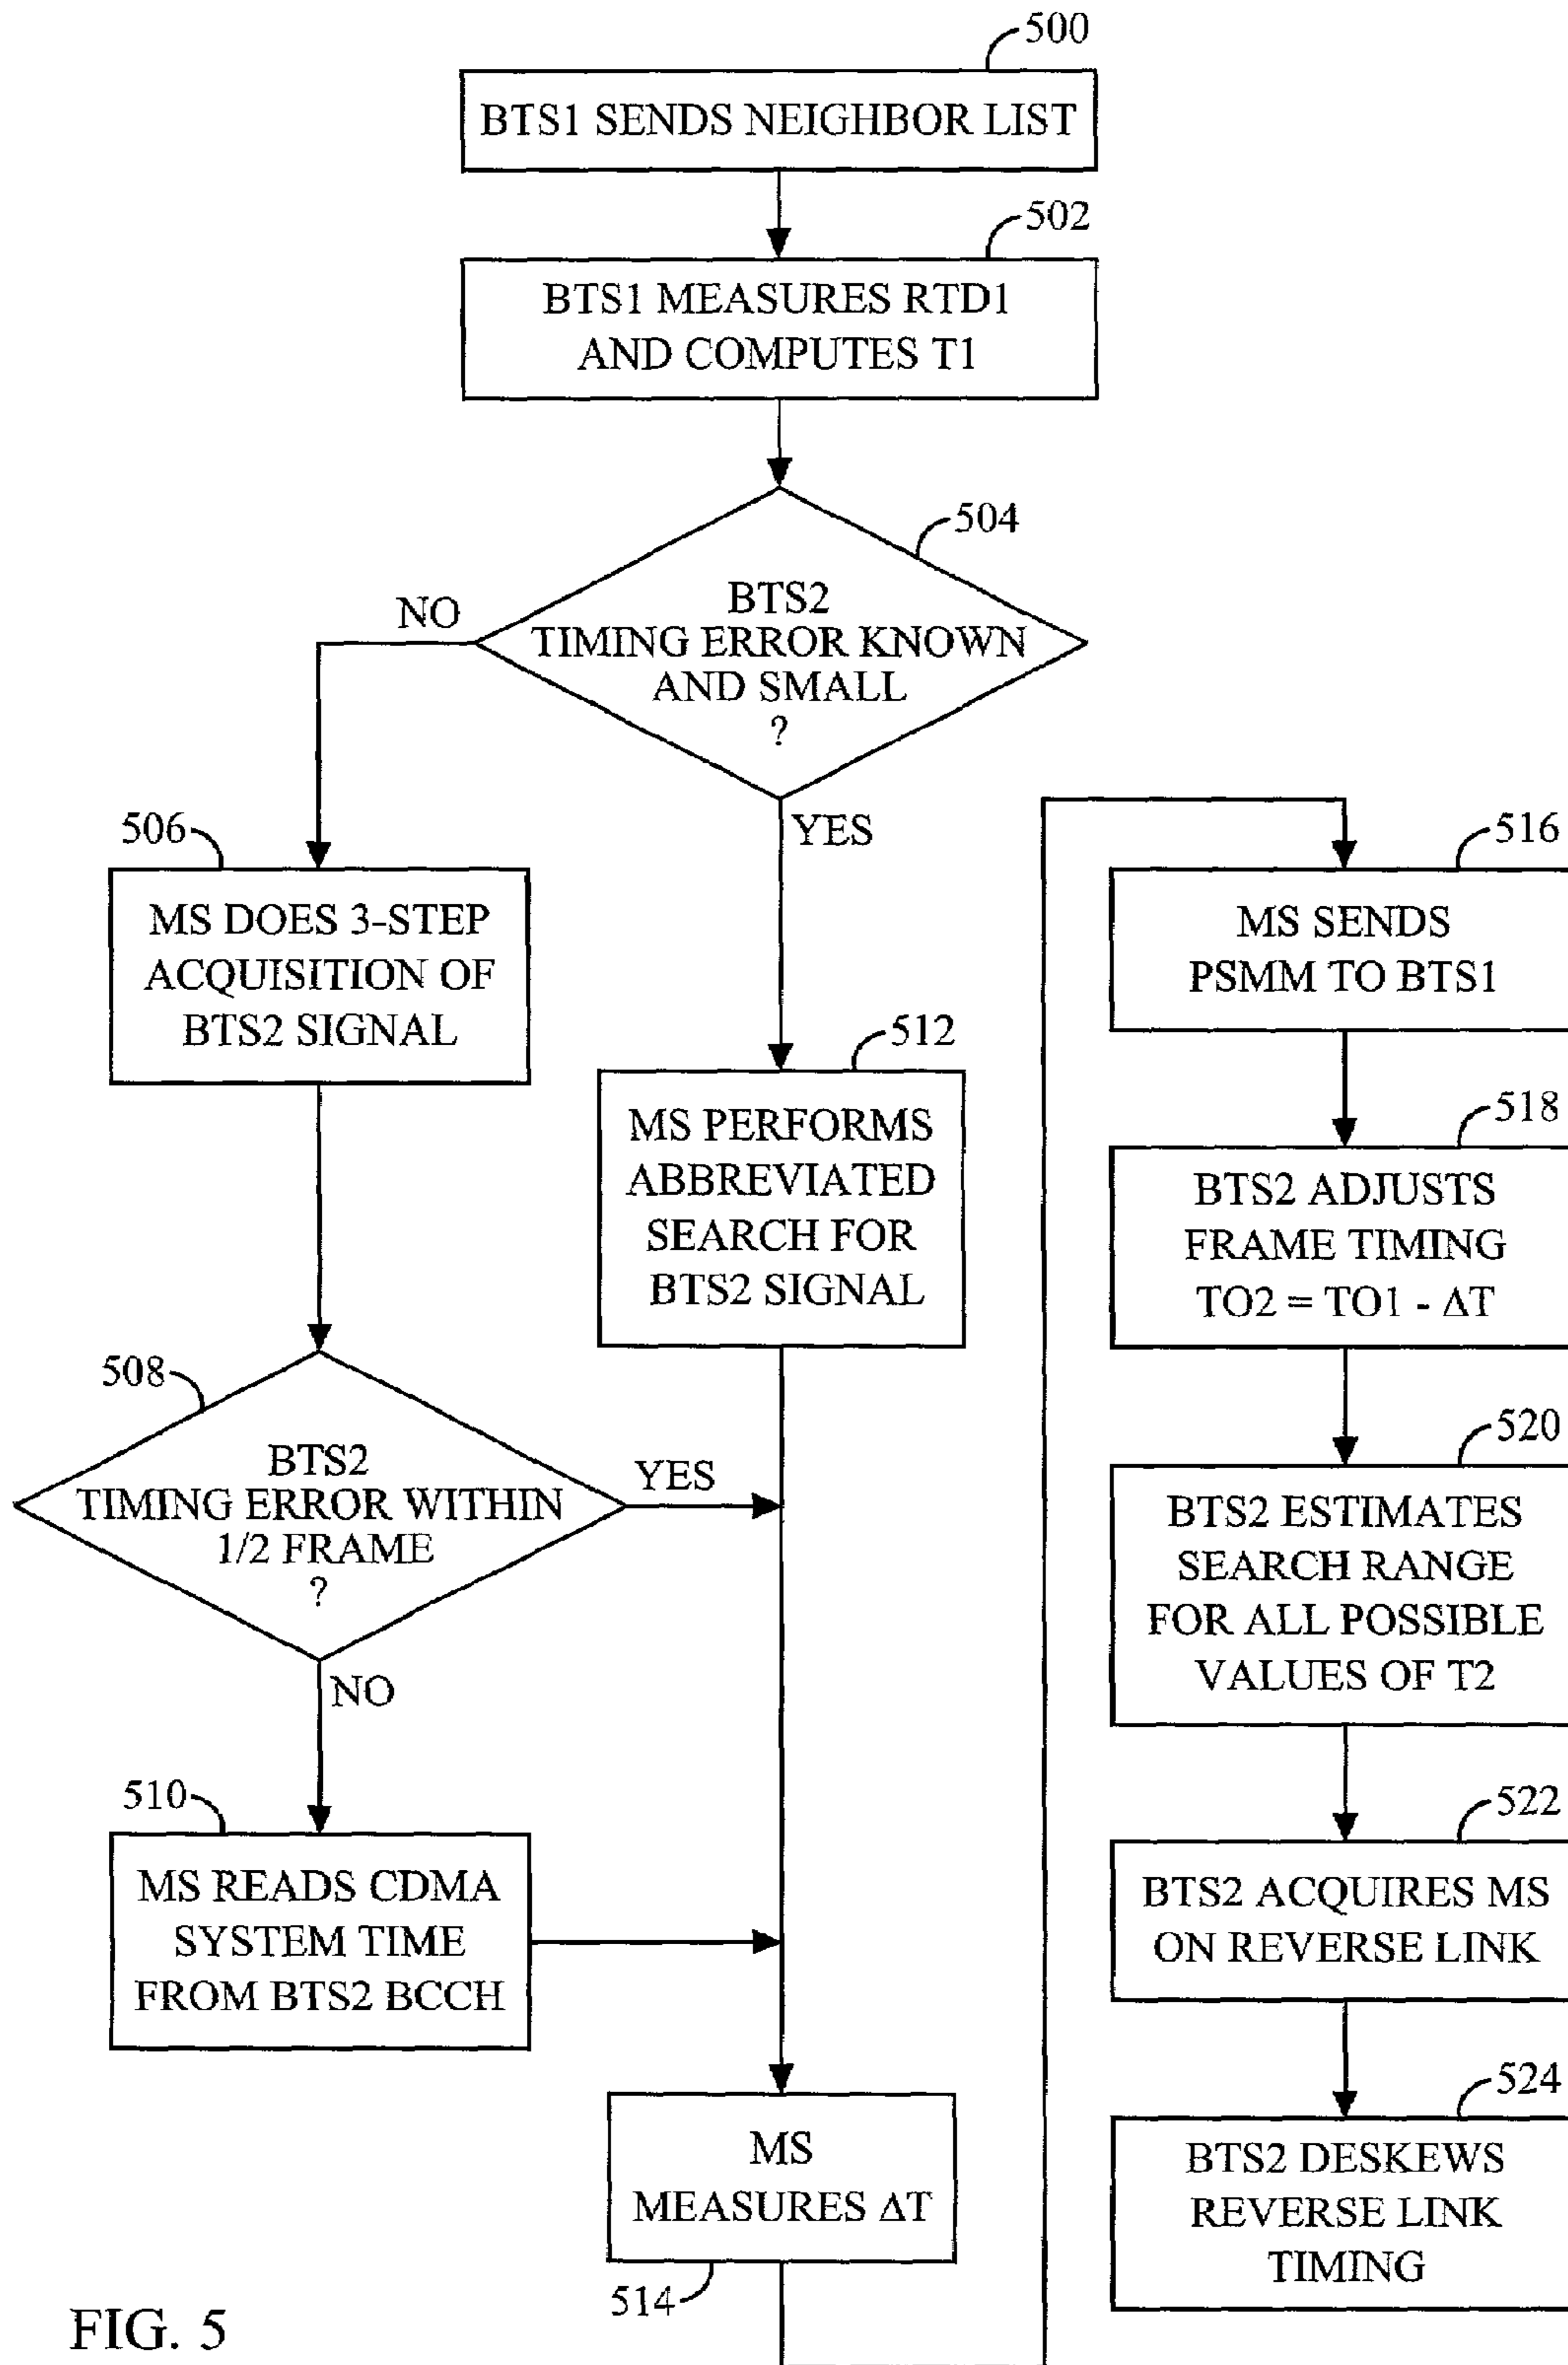 500
BTS1 SENDS NEIGHBOR LIST
502
BTS1 MEASURES RTD1
AND COMPUTES T1
504
BTS2
TIMING ERROR KNOWN
AND SMALL
?
NO
YES
506
MS DOES 3-STEP
ACQUISITION OF
BTS2 SIGNAL
512
MS PERFORMS
ABBREVIATED
SEARCH FOR
BTS2 SIGNAL
508
BTS2
TIMING ERROR WITHIN
1/2 FRAME
?
YES
NO
510
MS READS CDMA
SYSTEM TIME
FROM BTS2 BCCH
MS
MEASURES ΔT
514
516
MS SENDS
PSMM TO BTS1
518
BTS2 ADJUSTS
FRAME TIMING
TO2 = TO1 - ΔT
520
BTS2 ESTIMATES
SEARCH RANGE
FOR ALL POSSIBLE
VALUES OF T2
522
BTS2 ACQUIRES MS
ON REVERSE LINK
524
BTS2 DESKEWS
REVERSE LINK
TIMING
FIG. 5